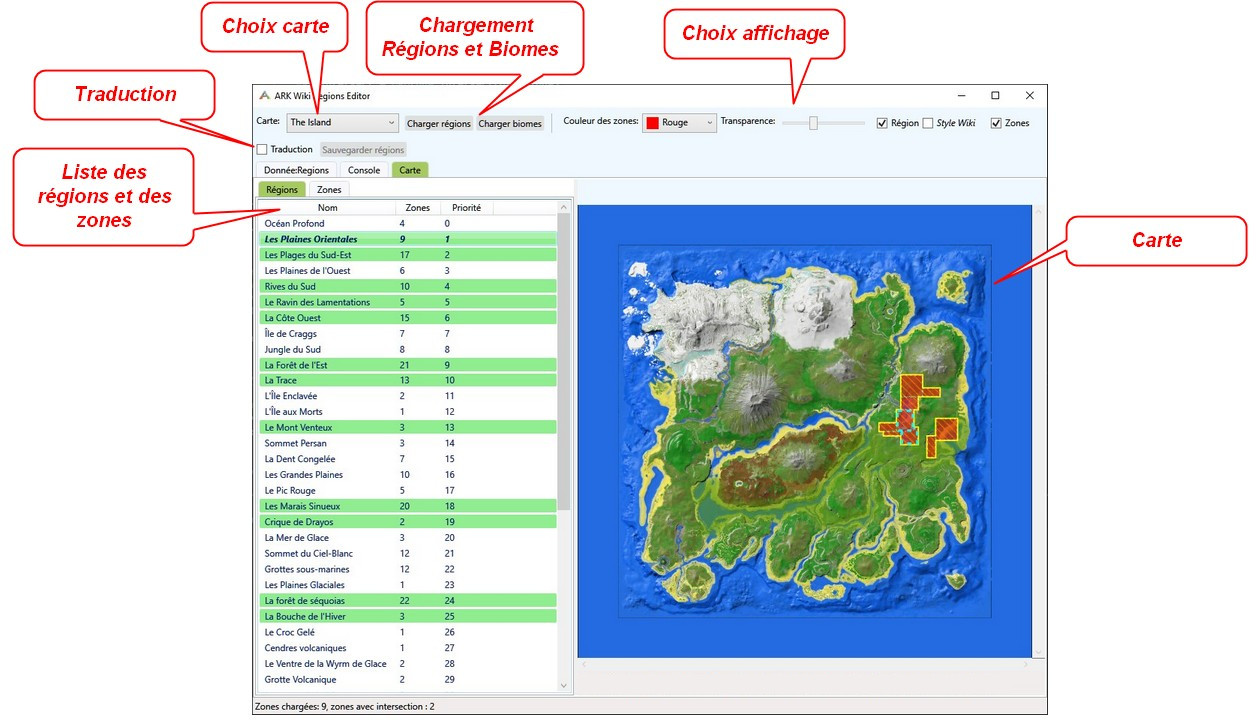 Choix carte
Chargement
Régions et Biomes
Choix affichage
Traduction
Liste des
régions et des
zones
Carte
ARK Wiki Regions Editor
Carte: The Island Charger régions Charger biomes Couleur des zones: Rouge Transparence: Région Style Wiki Zones
Traduction Sauvegarder régions
Donnée:Regions Console Carte
Régions Zones
Nom Zones Priorité
Océan Profond 4 0
Les Plaines Orientales 9 1
Les Plages du Sud-Est 17 2
Les Plaines de l'Ouest 6 3
Rives du Sud 10 4
Le Ravin des Lamentations 5 5
La Côte Ouest 15 6
Île de Craggs 7 7
Jungle du Sud 8 8
La Forêt de l'Est 21 9
La Trace 13 10
L'Île Enclavée 2 11
L'Île aux Morts 1 12
Le Mont Venteux 3 13
Sommet Persan 3 14
La Dent Congelée 7 15
Les Grandes Plaines 10 16
Le Pic Rouge 5 17
Les Marais Sinueux 20 18
Crique de Drayos 2 19
La Mer de Glace 3 20
Sommet du Ciel-Blanc 12 21
Grottes sous-marines 12 22
Les Plaines Glaciales 1 23
La forêt de séquoias 22 24
La Bouche de l'Hiver 3 25
Le Croc Gelé 1 26
Cendres volcaniques 1 27
Le Ventre de la Wyrm de Glace 2 28
Grotte Volcanique 2 29
Zones chargées: 9, zones avec intersection : 2